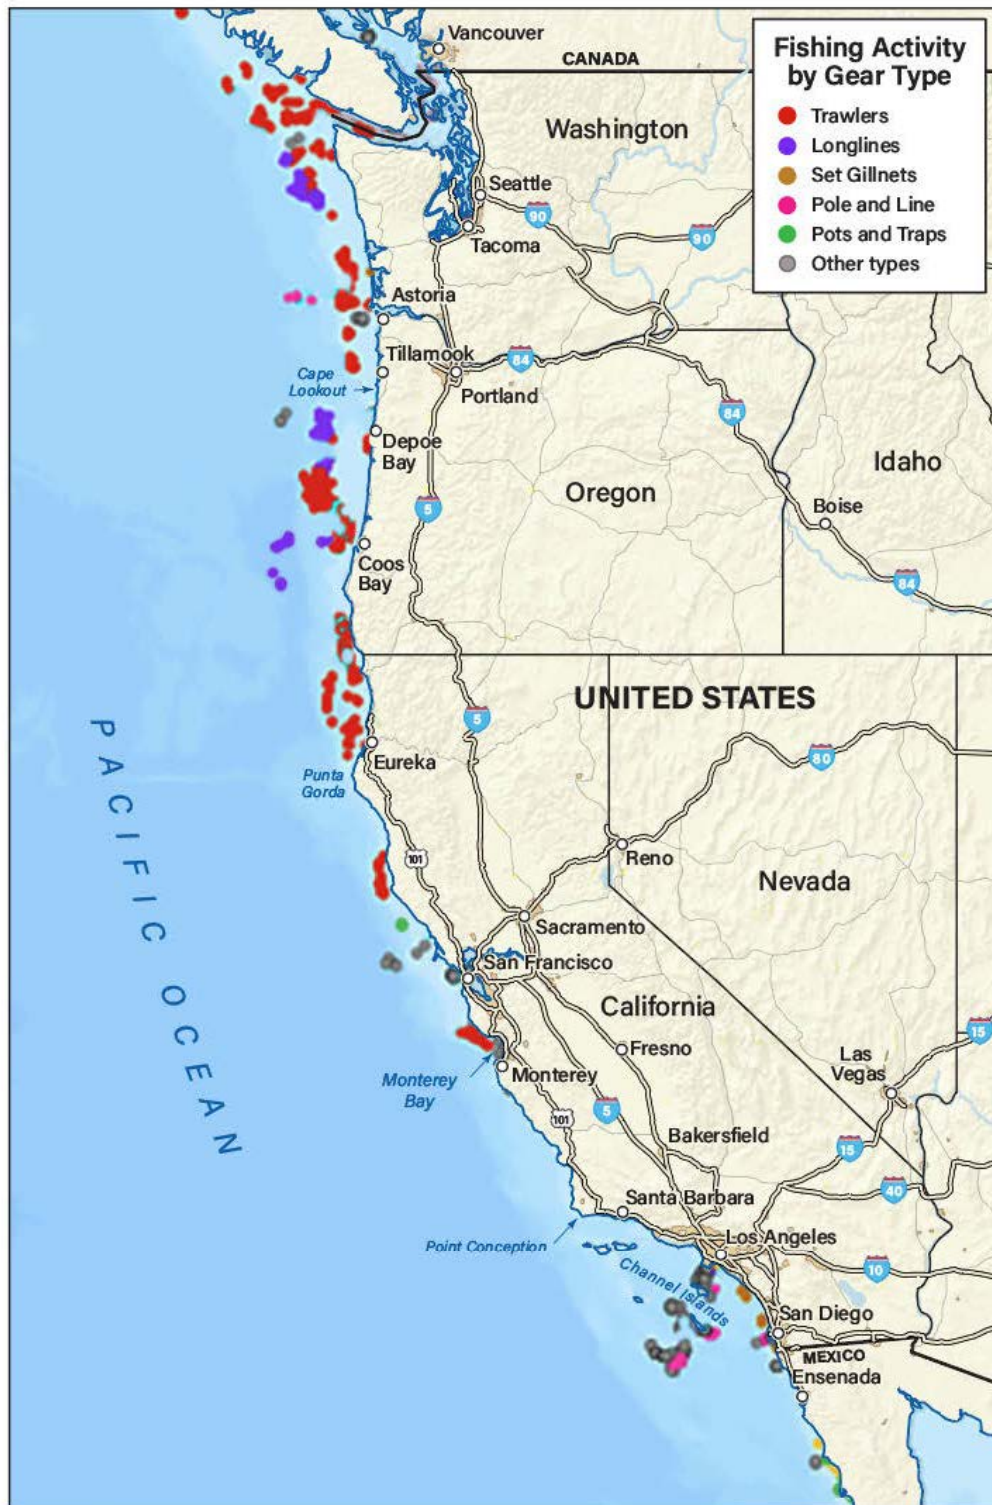 Fishing Activity
by Gear Type
Trawlers
Longlines
Set Gillnets
Pole and Line
Pots and Traps
Other types
Vancouver
CANADA
Washington
Seattle
90
90
Tacoma
Astoria
Tillamook
84
Cape
Lookout
Portland
84
Depoe
Bay
Idaho
Oregon
5
Boise
Coos
Bay
84
UNITED STATES
5
PACIFIC OCEAN
80
Eureka
Punta
Gorda
101
Reno
Nevada
Sacramento
San Francisco
California
15
Fresno
Las
Vegas
Monterey
Monterey
Bay
5
101
Bakersfield
15
40
Santa Barbara
Point Conception
Los Angeles
10
Channel Islands
San Diego
MEXICO
Ensenada